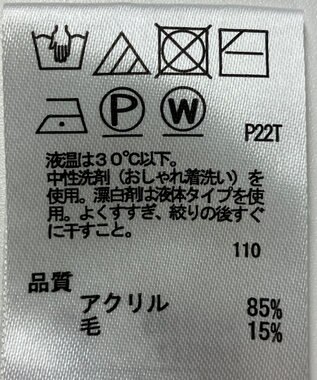 P
W
P22T
液温は30℃以下。
中性洗剤（おしゃれ着洗い）を
使用。漂白剤は液体タイプを使
用。よくすすぎ、絞りの後すぐ
に干すこと。
110
品質
アクリル 85%
毛 15%